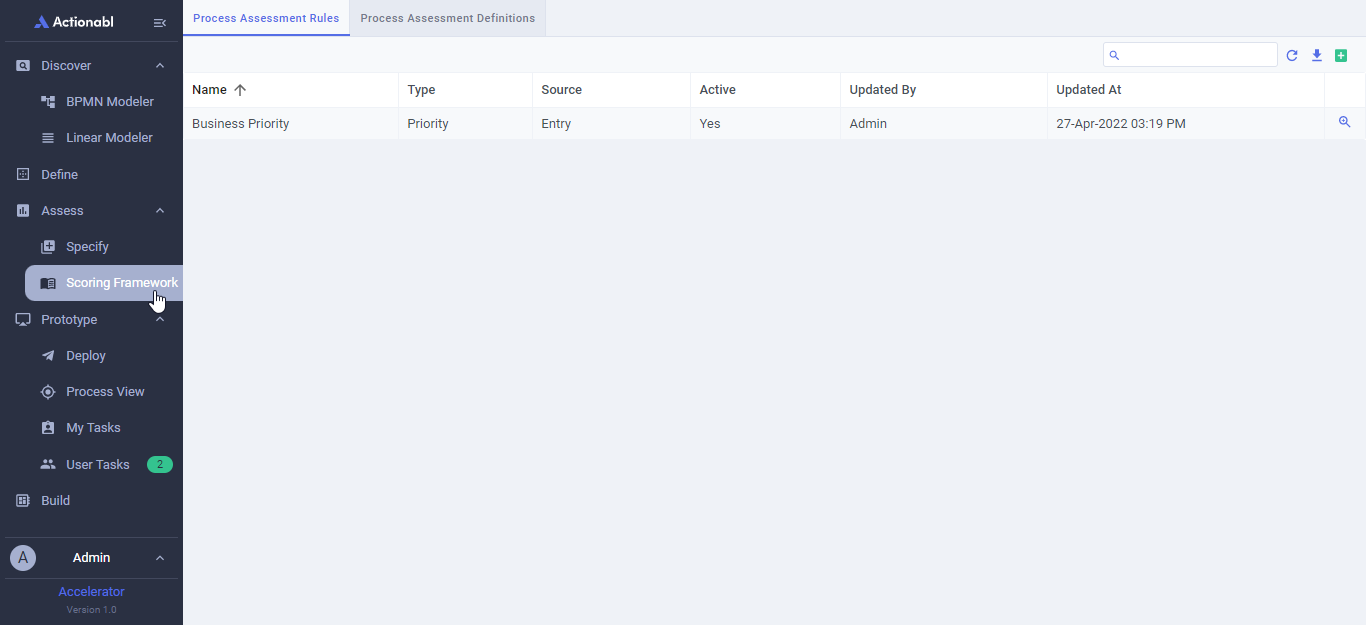 Actionabl
Discover
BPMN Modeler
Linear Modeler
Define
Assess
Specify
Scoring Framework
Prototype
Deploy
Process View
My Tasks
User Tasks 2
Build
A Admin
Accelerator
Version 1.0
Process Assessment Rules Process Assessment Definitions
Name Type Source Active Updated By Updated At
Business Priority Priority Entry Yes Admin 27-Apr-2022 03:19 PM